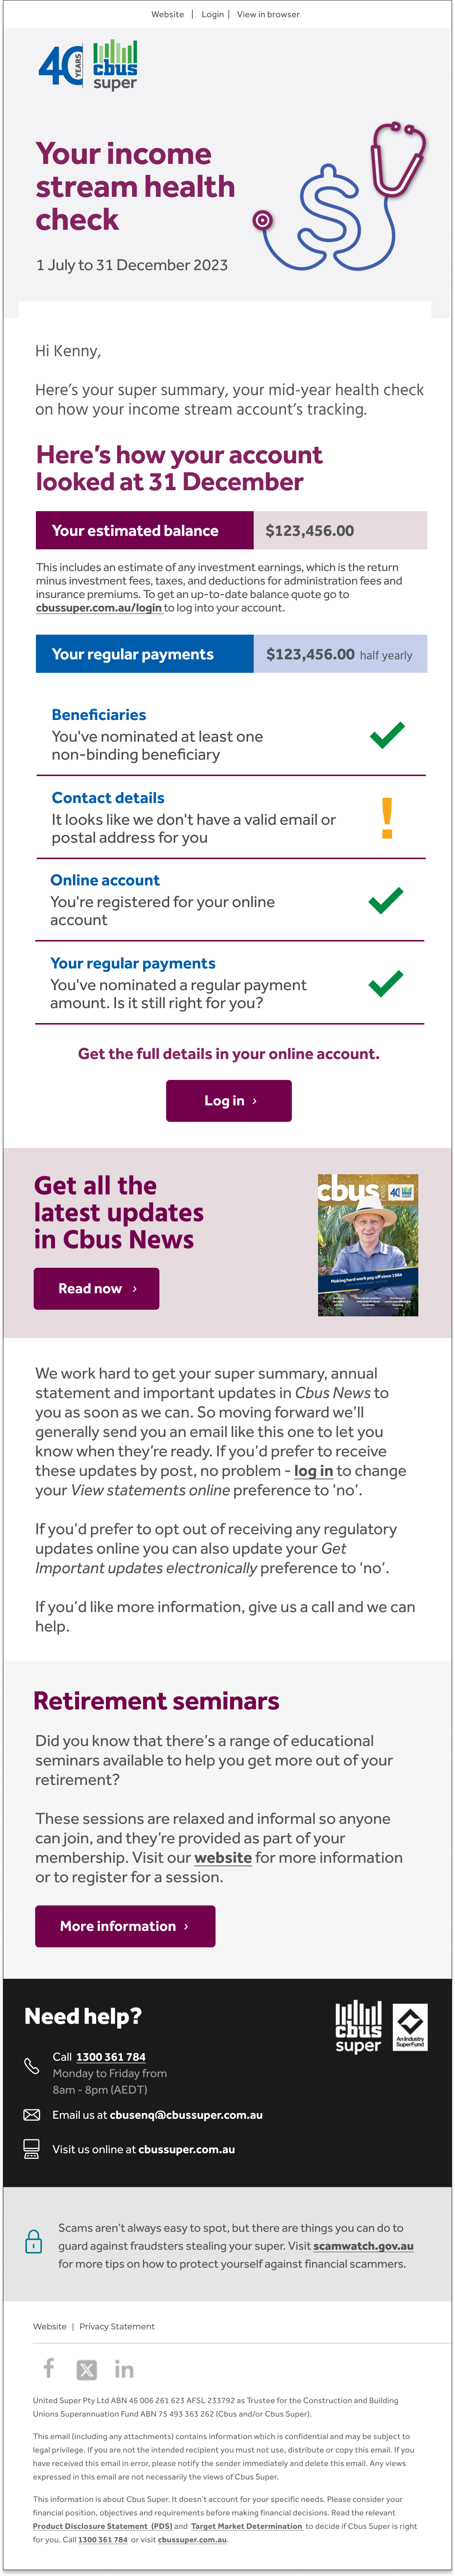 Website | Login | View in browser
40 YEARS
cbus
super
Your income
stream health
check
1 July to 31 December 2023
Hi Kenny,
Here's your super summary, your mid-year health check
on how your income stream account's tracking.
Here's how your account
looked at 31 December
Your estimated balance $123,456.00
This includes an estimate of any investment earnings, which is the return
minus investment fees, taxes, and deductions for administration fees and
insurance premiums. To get an up-to-date balance quote go to
cbussuper.com.au/login to log into your account.
Your regular payments $123,456.00 half yearly
Beneficiaries
You've nominated at least one
non-binding beneficiary
Contact details
It looks like we don't have a valid email or
postal address for you
!
Online account
You're registered for your online
account
Your regular payments
You've nominated a regular payment
amount. Is it still right for you?
Get the full details in your online account.
Log in ›
Get all the
latest updates
in Cbus News
Read now ›
cbus
40
Making hard work pay off since 1984
We work hard to get your super summary, annual
statement and important updates in Cbus News to
you as soon as we can. So moving forward we'll
generally send you an email like this one to let you
know when they're ready. If you'd prefer to receive
these updates by post, no problem - log in to change
your View statements online preference to 'no'.
If you'd prefer to opt out of receiving any regulatory
updates online you can also update your Get
Important updates electronically preference to 'no'.
If you'd like more information, give us a call and we can
help.
Retirement seminars
Did you know that there's a range of educational
seminars available to help you get more out of your
retirement?
These sessions are relaxed and informal so anyone
can join, and they're provided as part of your
membership. Visit our website for more information
or to register for a session.
More information ›
Need help?
cbus
super
An Industry
SuperFund
Call 1300 361 784
Monday to Friday from
8am - 8pm (AEDT)
Email us at cbusenq@cbussuper.com.au
Visit us online at cbussuper.com.au
Scams aren't always easy to spot, but there are things you can do to
guard against fraudsters stealing your super. Visit scamwatch.gov.au
for more tips on how to protect yourself against financial scammers.
Website | Privacy Statement
United Super Pty Ltd ABN 46 006 261 623 AFSL 233792 as Trustee for the Construction and Building
Unions Superannuation Fund ABN 75 493 363 262 (Cbus and/or Cbus Super).
This email (including any attachments) contains information which is confidential and may be subject to
legal privilege. If you are not the intended recipient you must not use, distribute or copy this email. If you
have received this email in error, please notify the sender immediately and delete this email. Any views
expressed in this email are not necessarily the views of Cbus Super.
This information is about Cbus Super. It doesn't account for your specific needs. Please consider your
financial position, objectives and requirements before making financial decisions. Read the relevant
Product Disclosure Statement (PDS) and Target Market Determination to decide if Cbus Super is right
for you. Call 1300 361 784 or visit cbussuper.com.au.